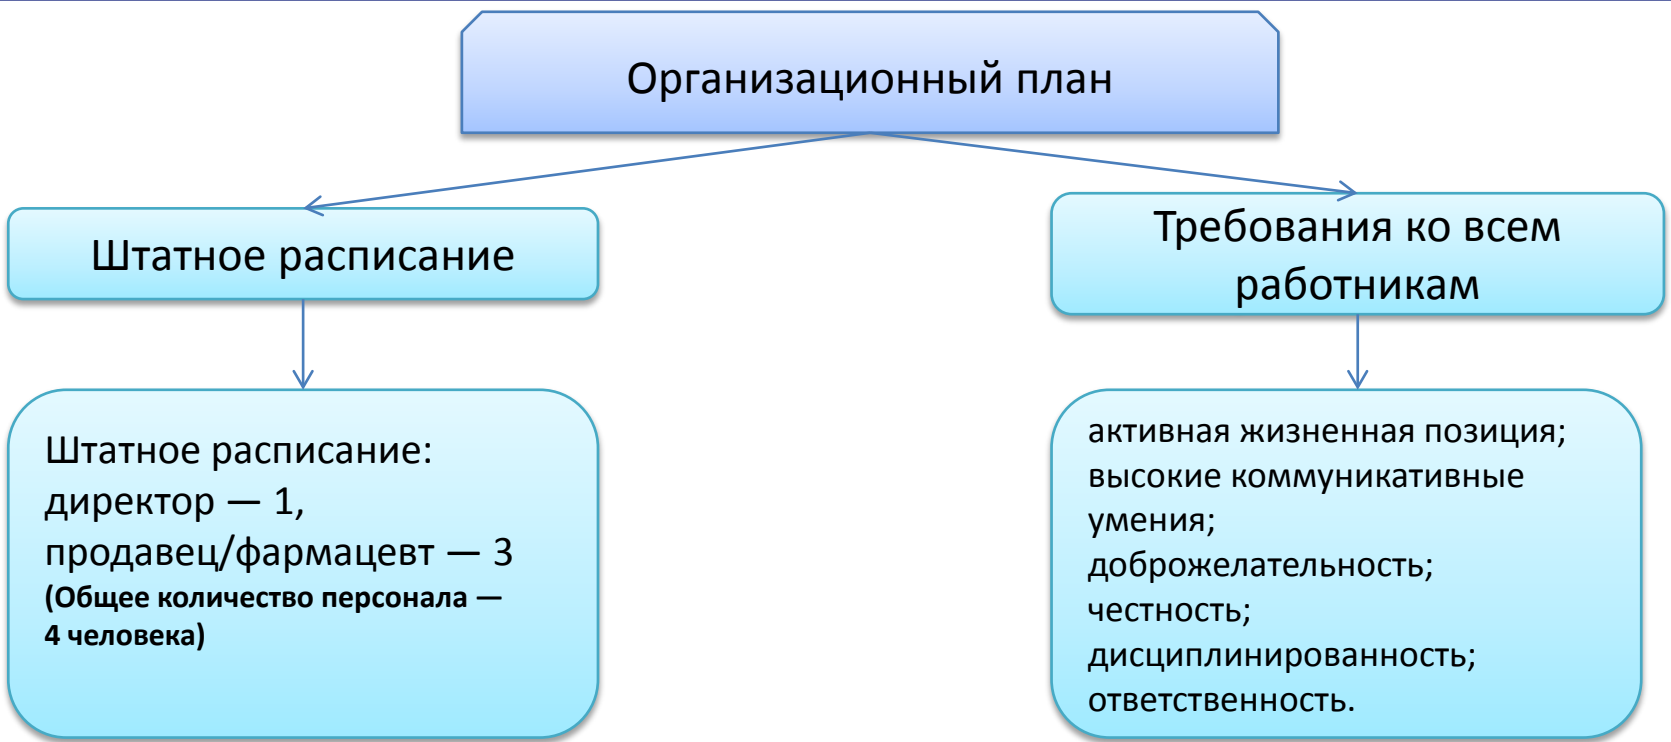 Организационный план
Штатное расписание
Требования ко всем
работникам
Штатное расписание:
директор — 1,
продавец/фармацевт — 3
(Общее количество персонала —
4 человека)
активная жизненная позиция;
высокие коммуникативные
умения;
доброжелательность;
честность;
дисциплинированность;
ответственность.